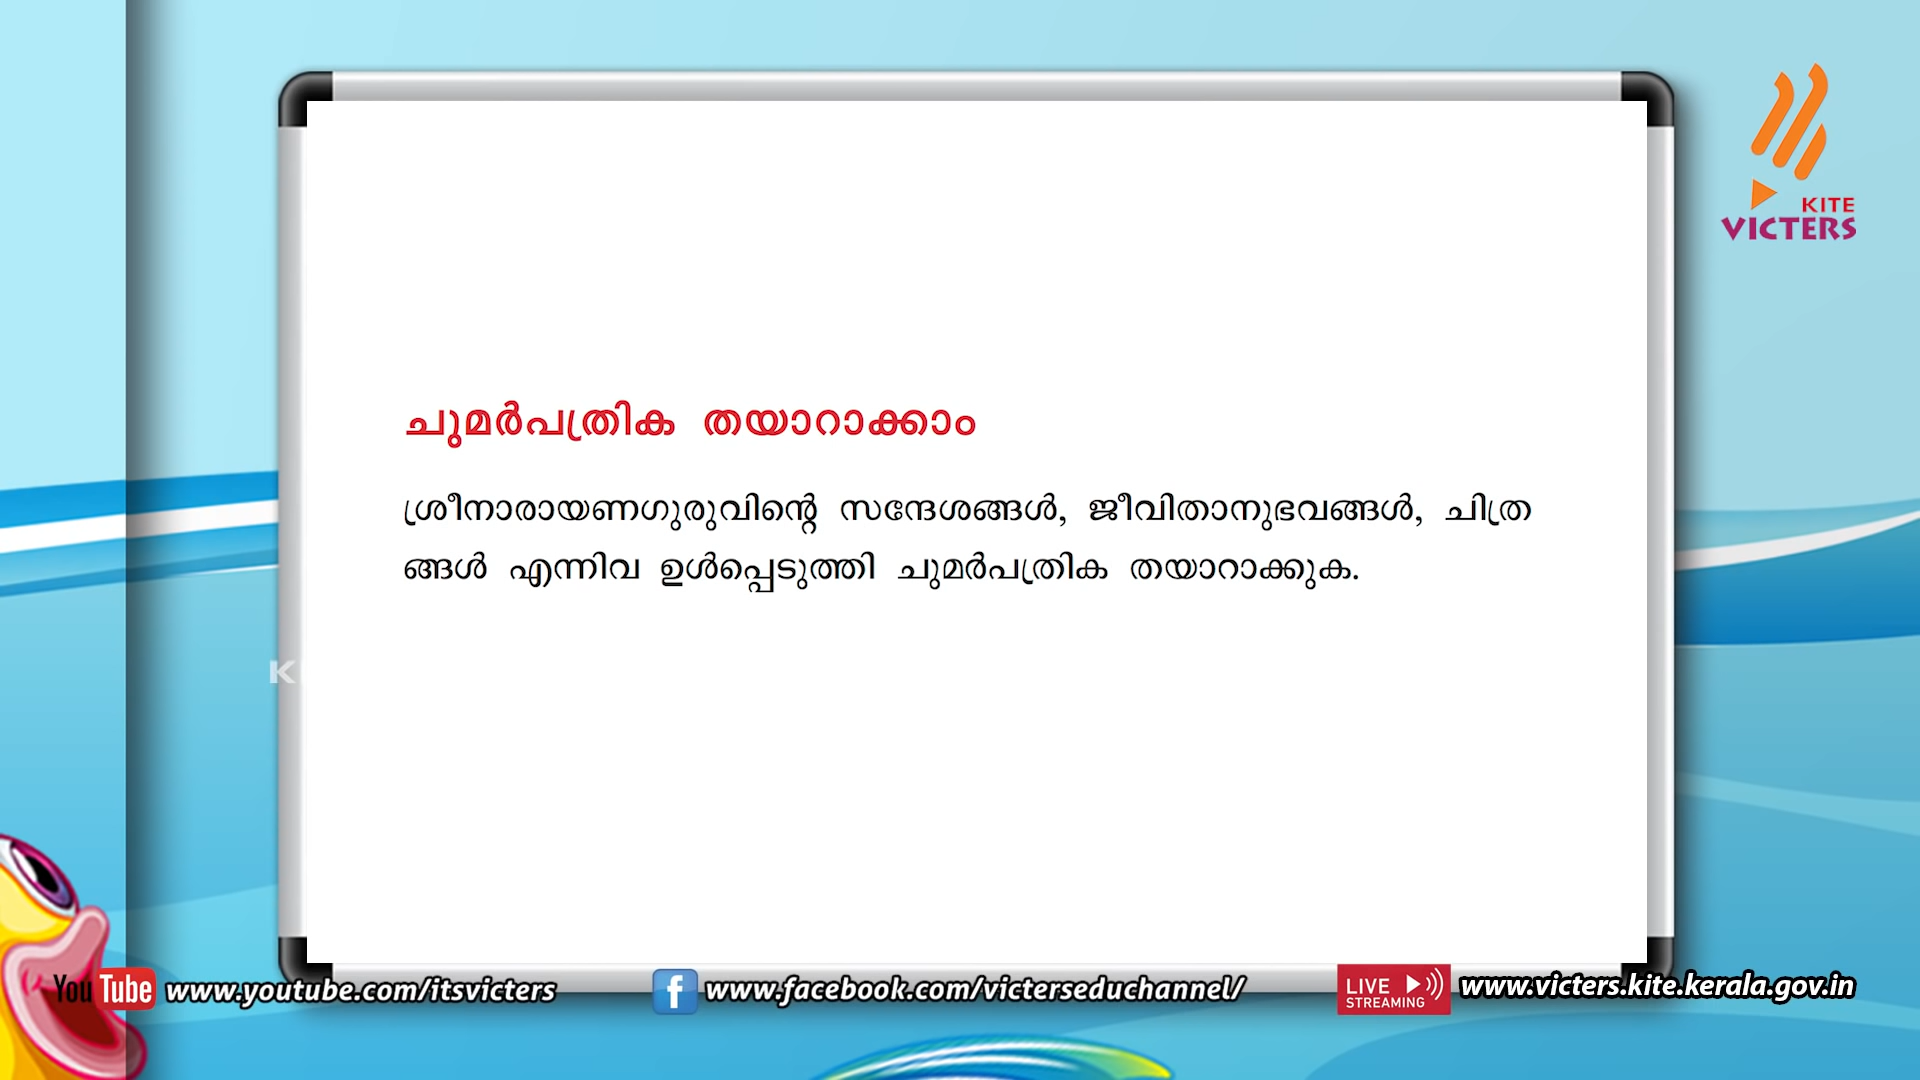 KITE
VICTERS
ചുമർപത്രിക തയാറാക്കാം
ശ്രീനാരായണഗുരുവിന്റെ സന്ദേശങ്ങൾ, ജീവിതാനുഭവങ്ങൾ, ചിത്ര
ങ്ങൾ എന്നിവ ഉൾപ്പെടുത്തി ചുമർപത്രിക തയാറാക്കുക.
You Tube www.youtube.com/itsvicters f www.facebook.com/victerseduchannel/ LIVE STREAMING www.victers.kite.kerala.gov.in